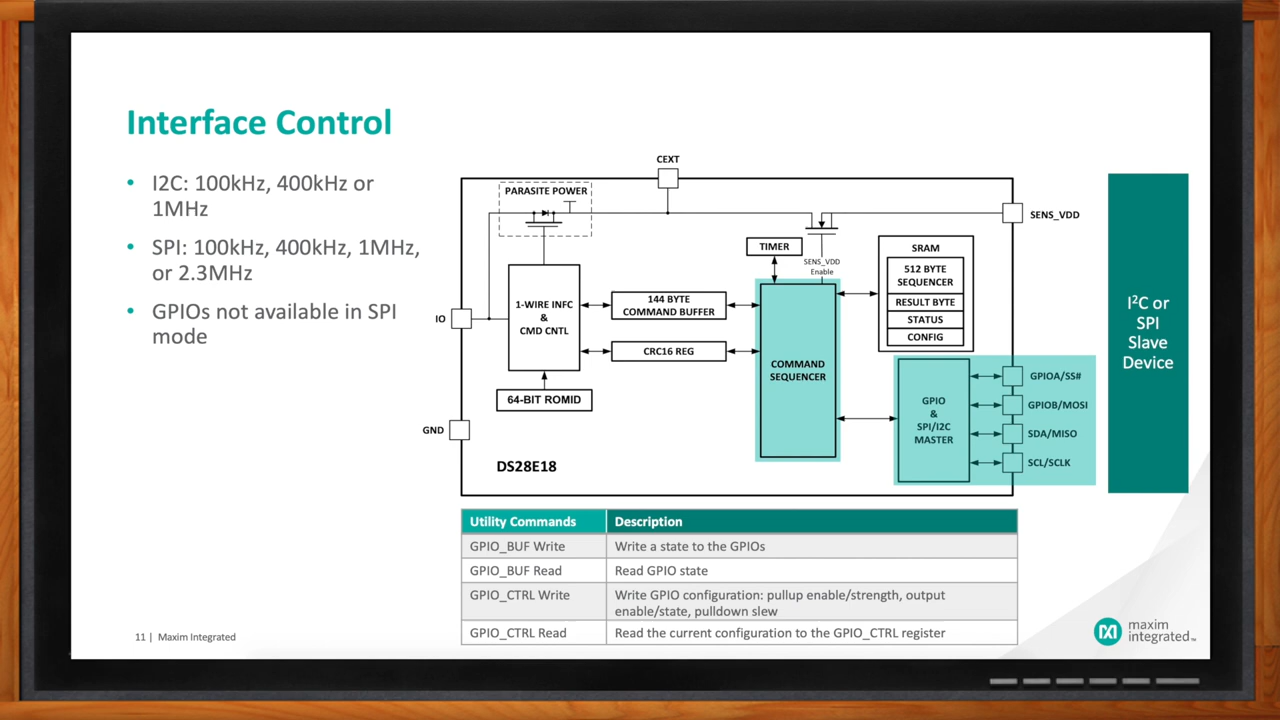 Interface Control
• I2C: 100kHz, 400kHz or
1MHz
• SPI: 100kHz, 400kHz, 1MHz,
or 2.3MHz
• GPIOs not available in SPI
mode
CEXT
PARASITE POWER
SENS_VDD
TIMER
SENS_VDD
Enable
SRAM
512 BYTE
SEQUENCER
RESULT BYTE
STATUS
CONFIG
1-WIRE INFC
&
CMD CNTL
144 BYTE
COMMAND BUFFER
IO
CRC16 REG
COMMAND
SEQUENCER
64-BIT ROMID
GND
GPIO
&
SPI/I2C
MASTER
GPIOA/SS#
GPIOB/MOSI
SDA/MISO
SCL/SCLK
DS28E18
I²C or
SPI
Slave
Device
Utility Commands Description
GPIO_BUF Write Write a state to the GPIOs
GPIO_BUF Read Read GPIO state
GPIO_CTRL Write Write GPIO configuration: pullup enable/strength, output
enable/state, pulldown slew
GPIO_CTRL Read Read the current configuration to the GPIO_CTRL register
11 | Maxim Integrated
maxim
integrated™